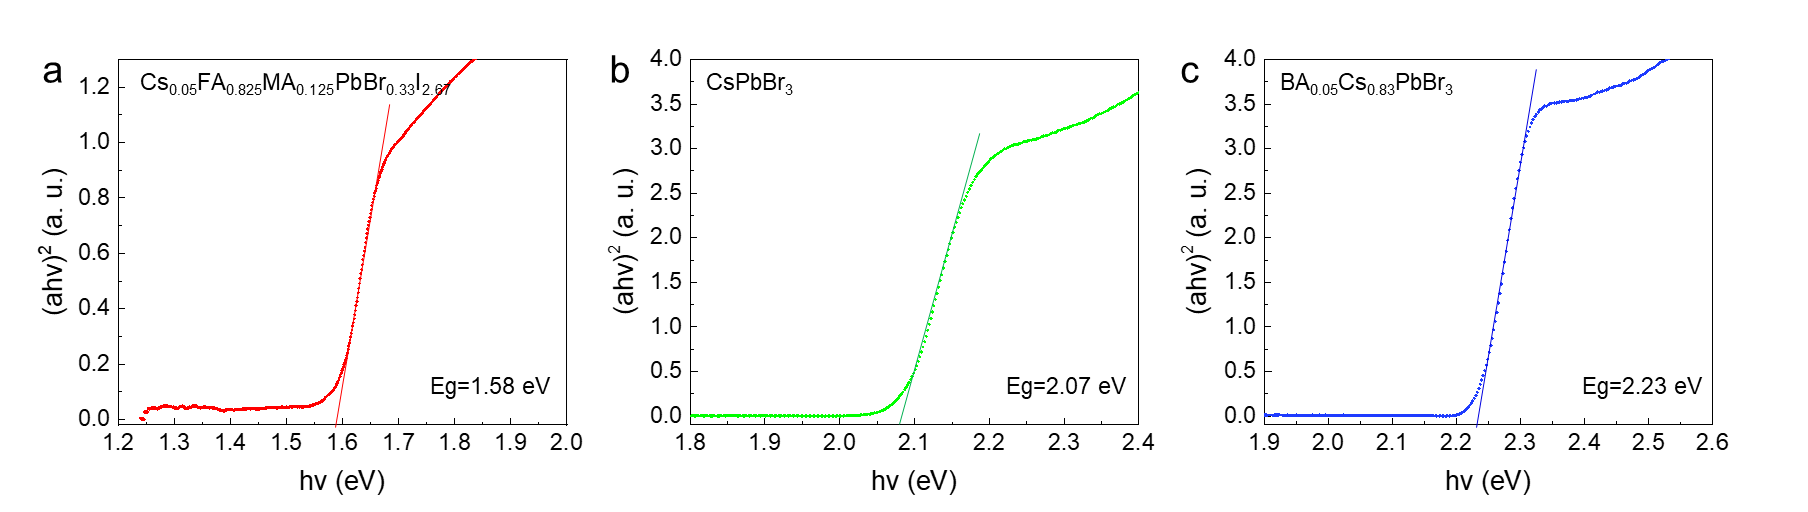 a
Cs0.05FA0.825MA0.125PbBr0.33I2.67
1.2
1.0
0.8
0.6
0.4
0.2
0.0
(ahv)2 (a. u.)
Eg=1.58 eV
1.2 1.3 1.4 1.5 1.6 1.7 1.8 1.9 2.0
hv (eV)
b
CsPbBr3
4.0
3.5
3.0
2.5
2.0
1.5
1.0
0.5
0.0
(ahv)2 (a. u.)
Eg=2.07 eV
1.8 1.9 2.0 2.1 2.2 2.3 2.4
hv (eV)
c
BA0.05Cs0.83PbBr3
4.0
3.5
3.0
2.5
2.0
1.5
1.0
0.5
0.0
(ahv)2 (a. u.)
Eg=2.23 eV
1.9 2.0 2.1 2.2 2.3 2.4 2.5 2.6
hv (eV)